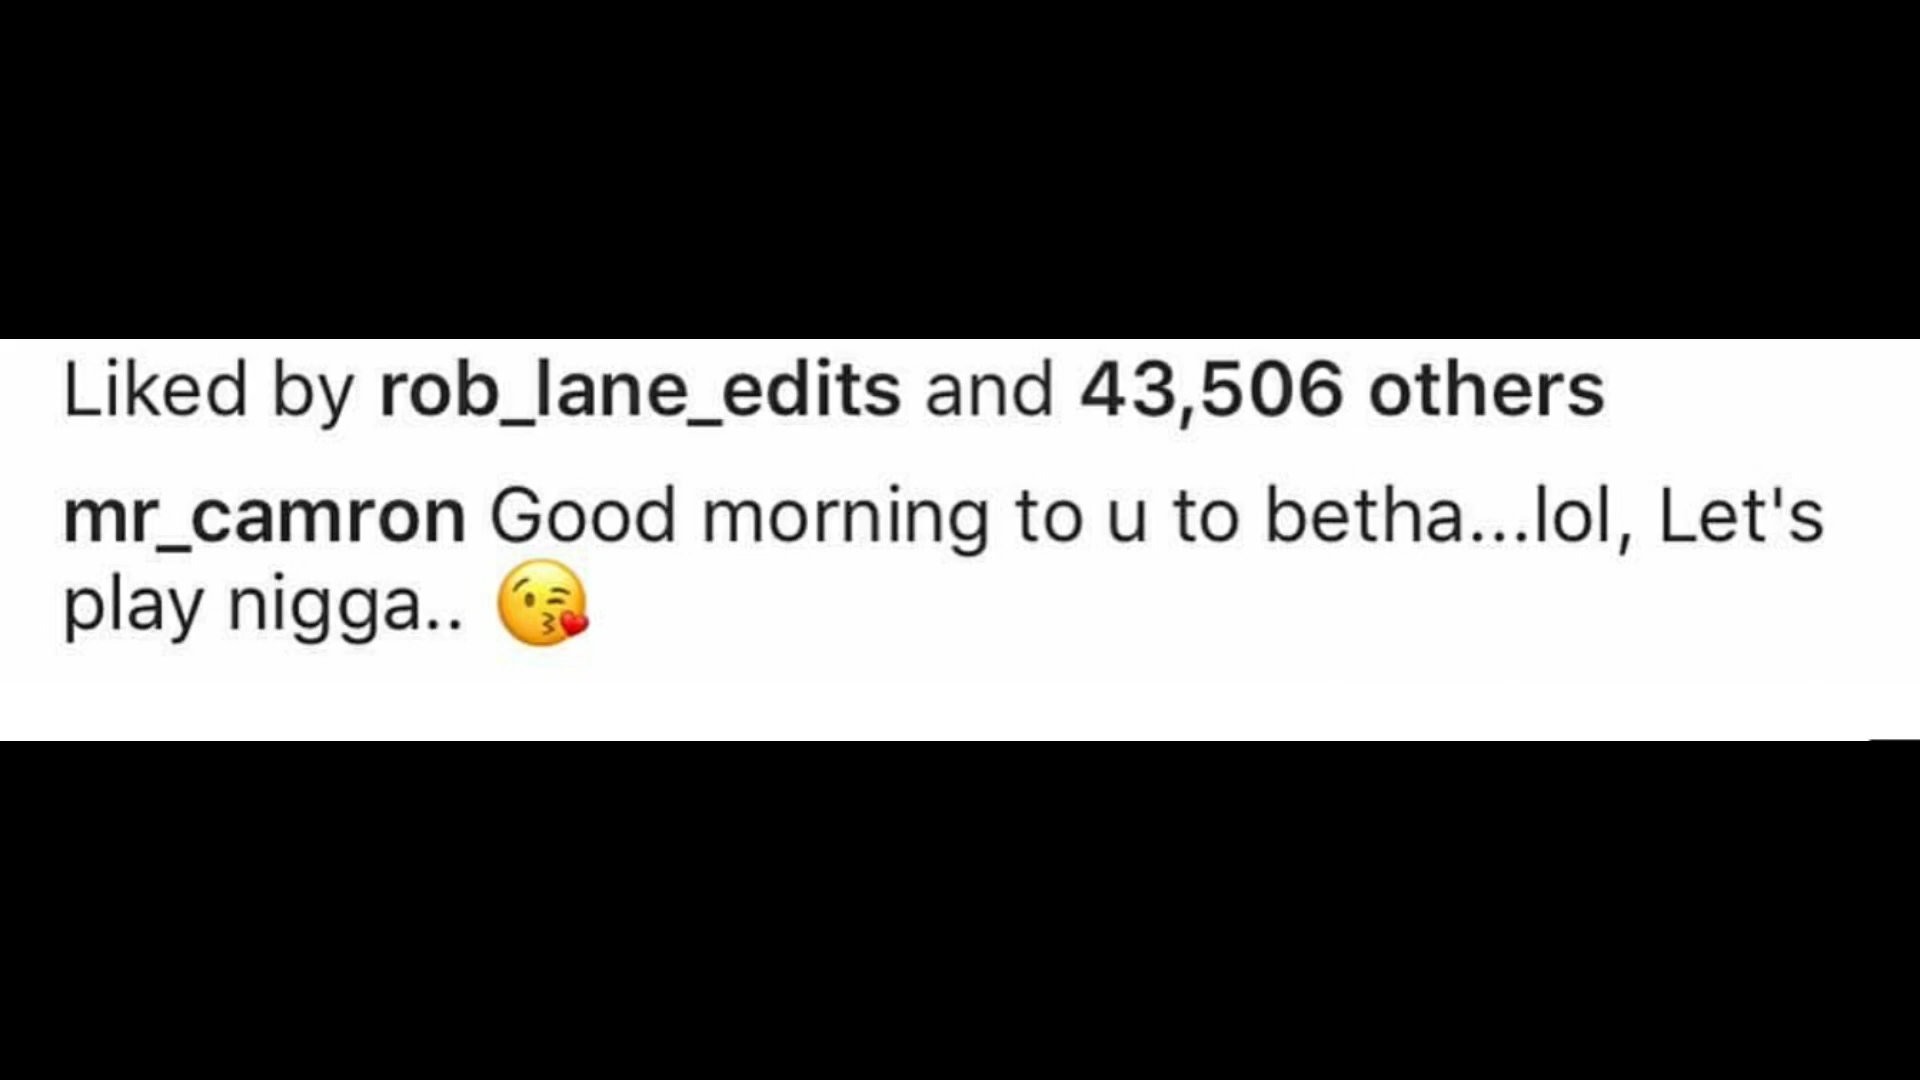 Liked by rob_lane_edits and 43,506 others
mr_camron Good morning to u to betha...lol, Let's
play nigga.. 😘